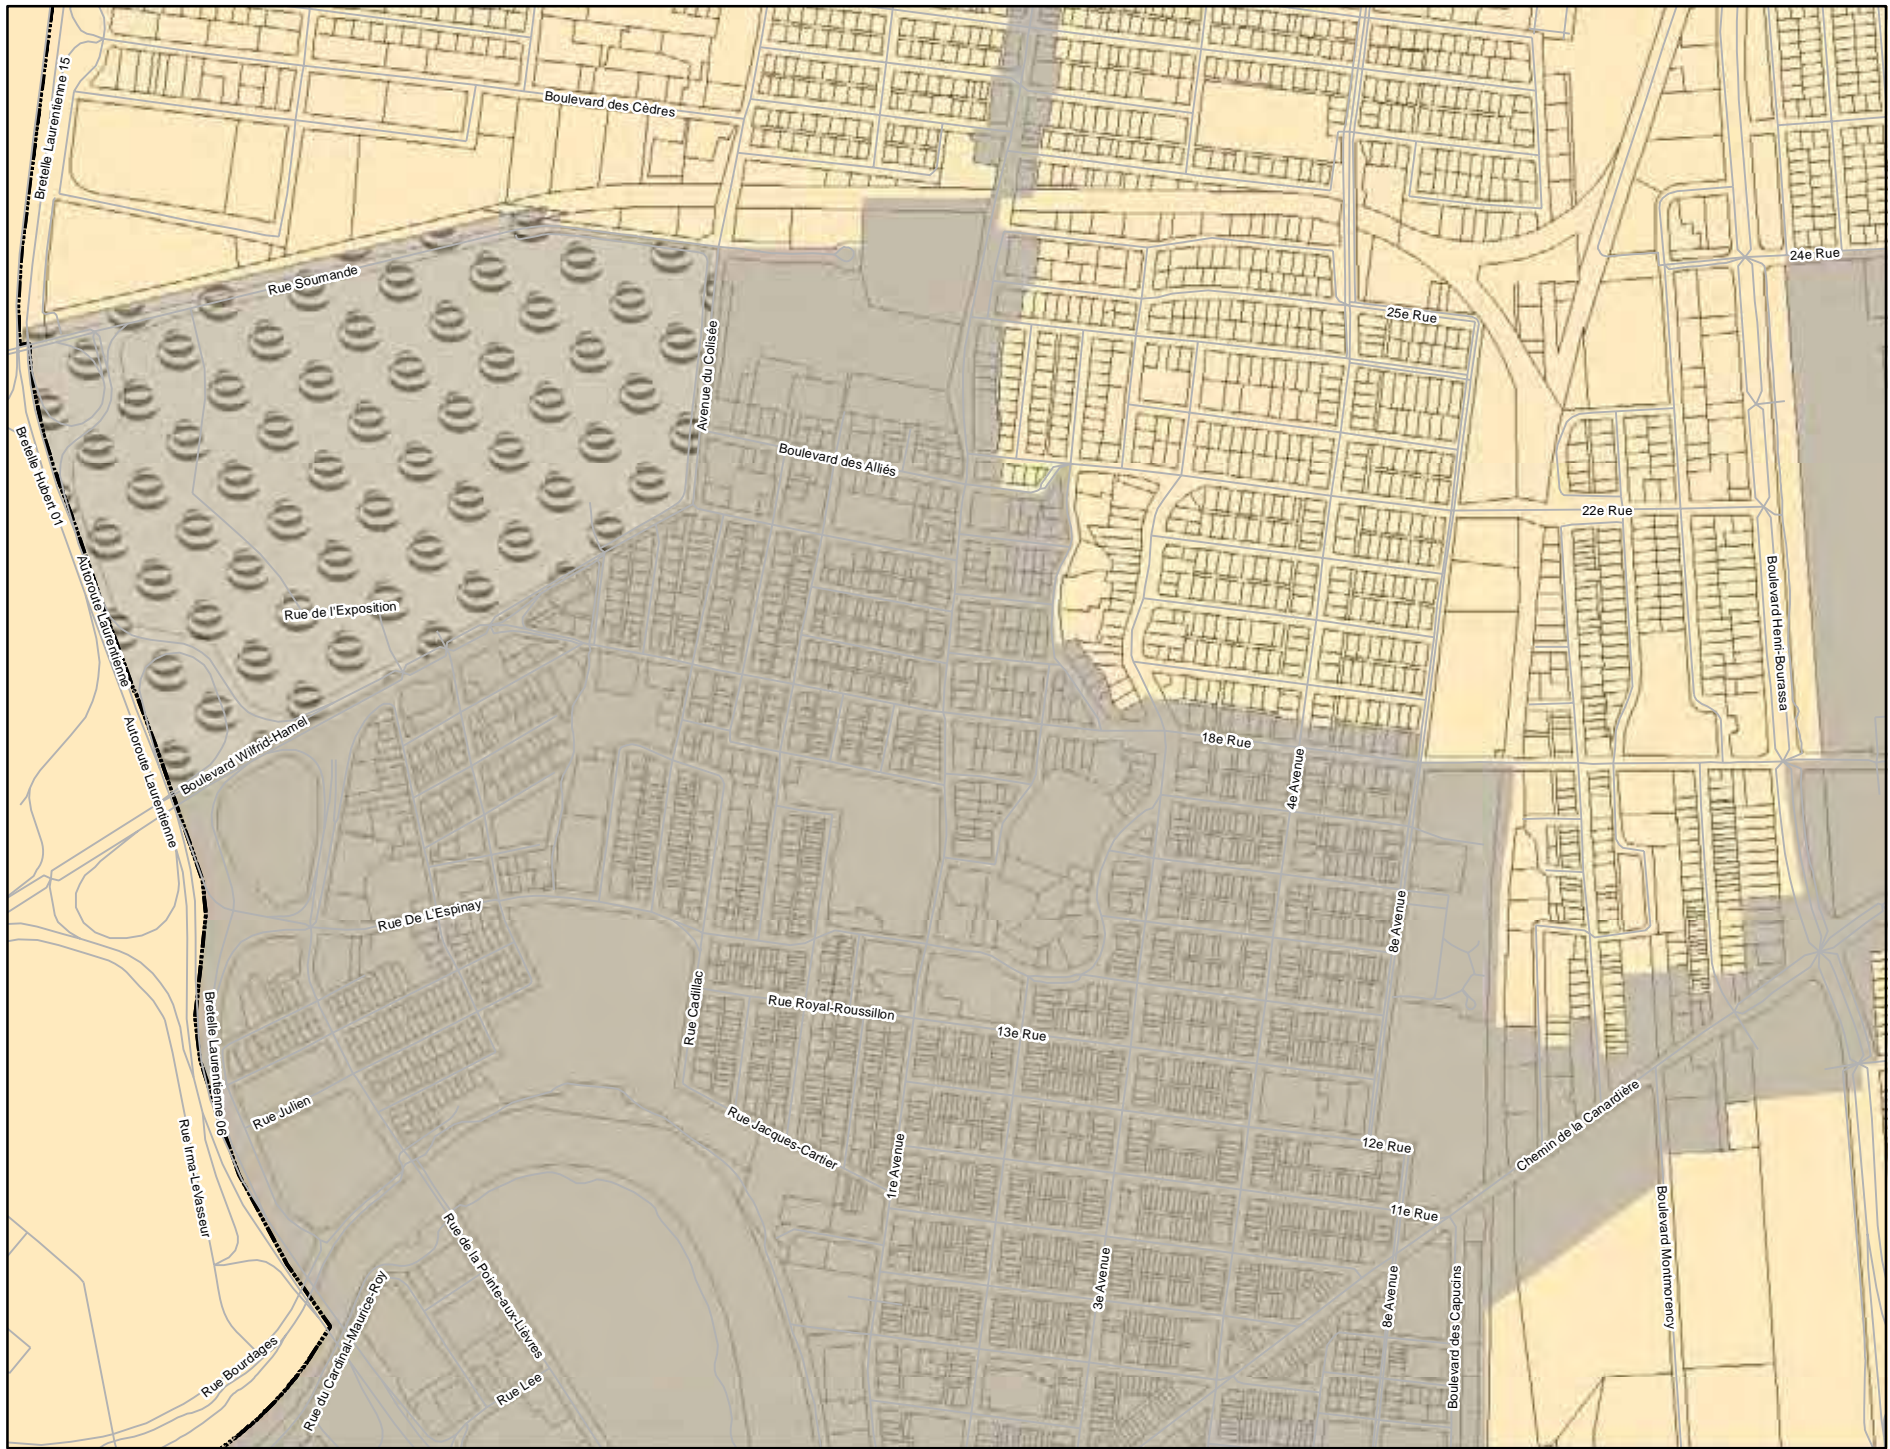 Bretelle Laurentienne 15
Boulevard des Cèdres
Rue Soumande
24e Rue
25e Rue
Avenue du Colisée
Boulevard des Alliés
Bretelle Hubert 01
22e Rue
Autoroute Laurentienne
Rue de l'Exposition
Boulevard Henri-Bourassa
Autoroute Laurentienne
Boulevard Wilfrid-Hamel
18e Rue
4e Avenue
Rue De L'Espinay
8e Avenue
Rue Cadillac
Rue Royal-Roussillon
13e Rue
Bretelle Laurentienne 06
Rue Julien
Rue Irma-LeVasseur
Rue Jacques-Cartier
1re Avenue
12e Rue
Chemin de la Canardière
11e Rue
Rue de la Pointe-aux-Lièvres
Boulevard Montmorency
3e Avenue
8e Avenue
Boulevard des Capucins
Rue du Cardinal-Maurice-Roy
Rue Bourdages
Rue Lee